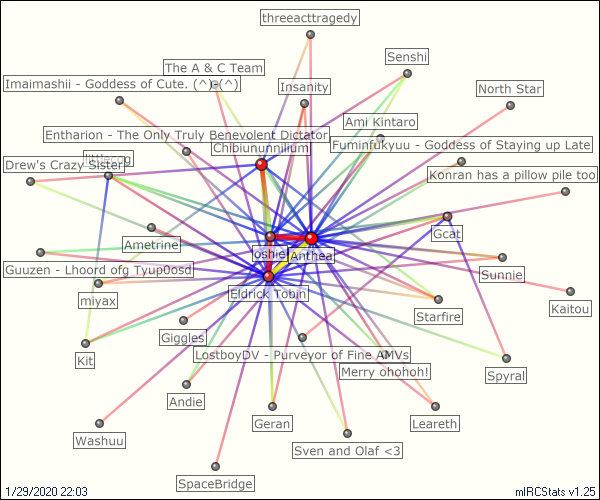 threeacttragedy
Senshi
The A & C Team
Imaimashii - Goddess of Cute. (^)_(^)
Insanity
North Star
Ami Kintaro
Entharion - The Only Truly Benevolent Dictator
Chibiununnilium
Fuminfukyuu - Goddess of Staying up Late
littlecog
Drew's Crazy Sister
Konran has a pillow pile too
Gcat
Ametrine
Joshie
Anthea
Sunnie
Guuzen - Lhoord ofg Tyup0osd
Eldrick Tobin
Kaitou
miyax
Starfire
Giggles
LostboyDV - Purveyor of Fine AMVs
Kit
Merry ohohoh!
Spyral
Andie
Geran
Leareth
Washuu
Sven and Olaf <3
SpaceBridge
1/29/2020 22:03
mIRCStats v1.25